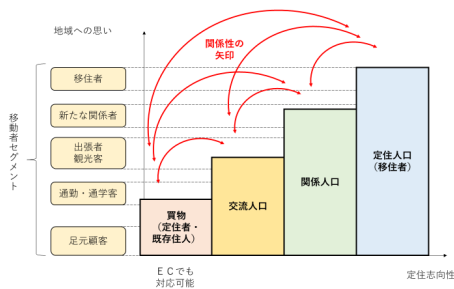 地域への思い
関係性の
矢印
移動者セグメント
移住者
新たな関係者
出張者
観光客
通勤・通学客
足元顧客
買物
(定住者・
既存住人)
交流人口
関係人口
定住人口
(移住者)
ECでも
対応可能
定住志向性